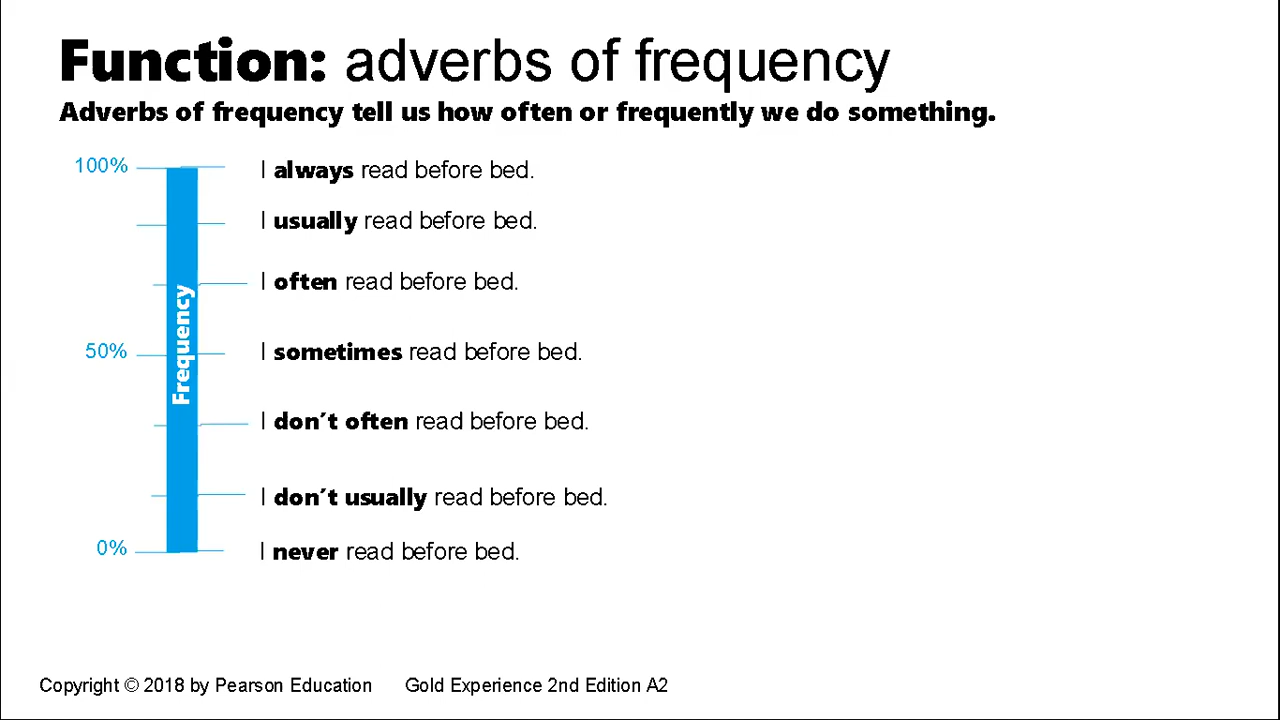 Function: adverbs of frequency
Adverbs of frequency tell us how often or frequently we do something.
100%
I always read before bed.
I usually read before bed.
I often read before bed.
Frequency
50%
I sometimes read before bed.
I don´t often read before bed.
I don´t usually read before bed.
0%
I never read before bed.
Copyright © 2018 by Pearson Education Gold Experience 2nd Edition A2